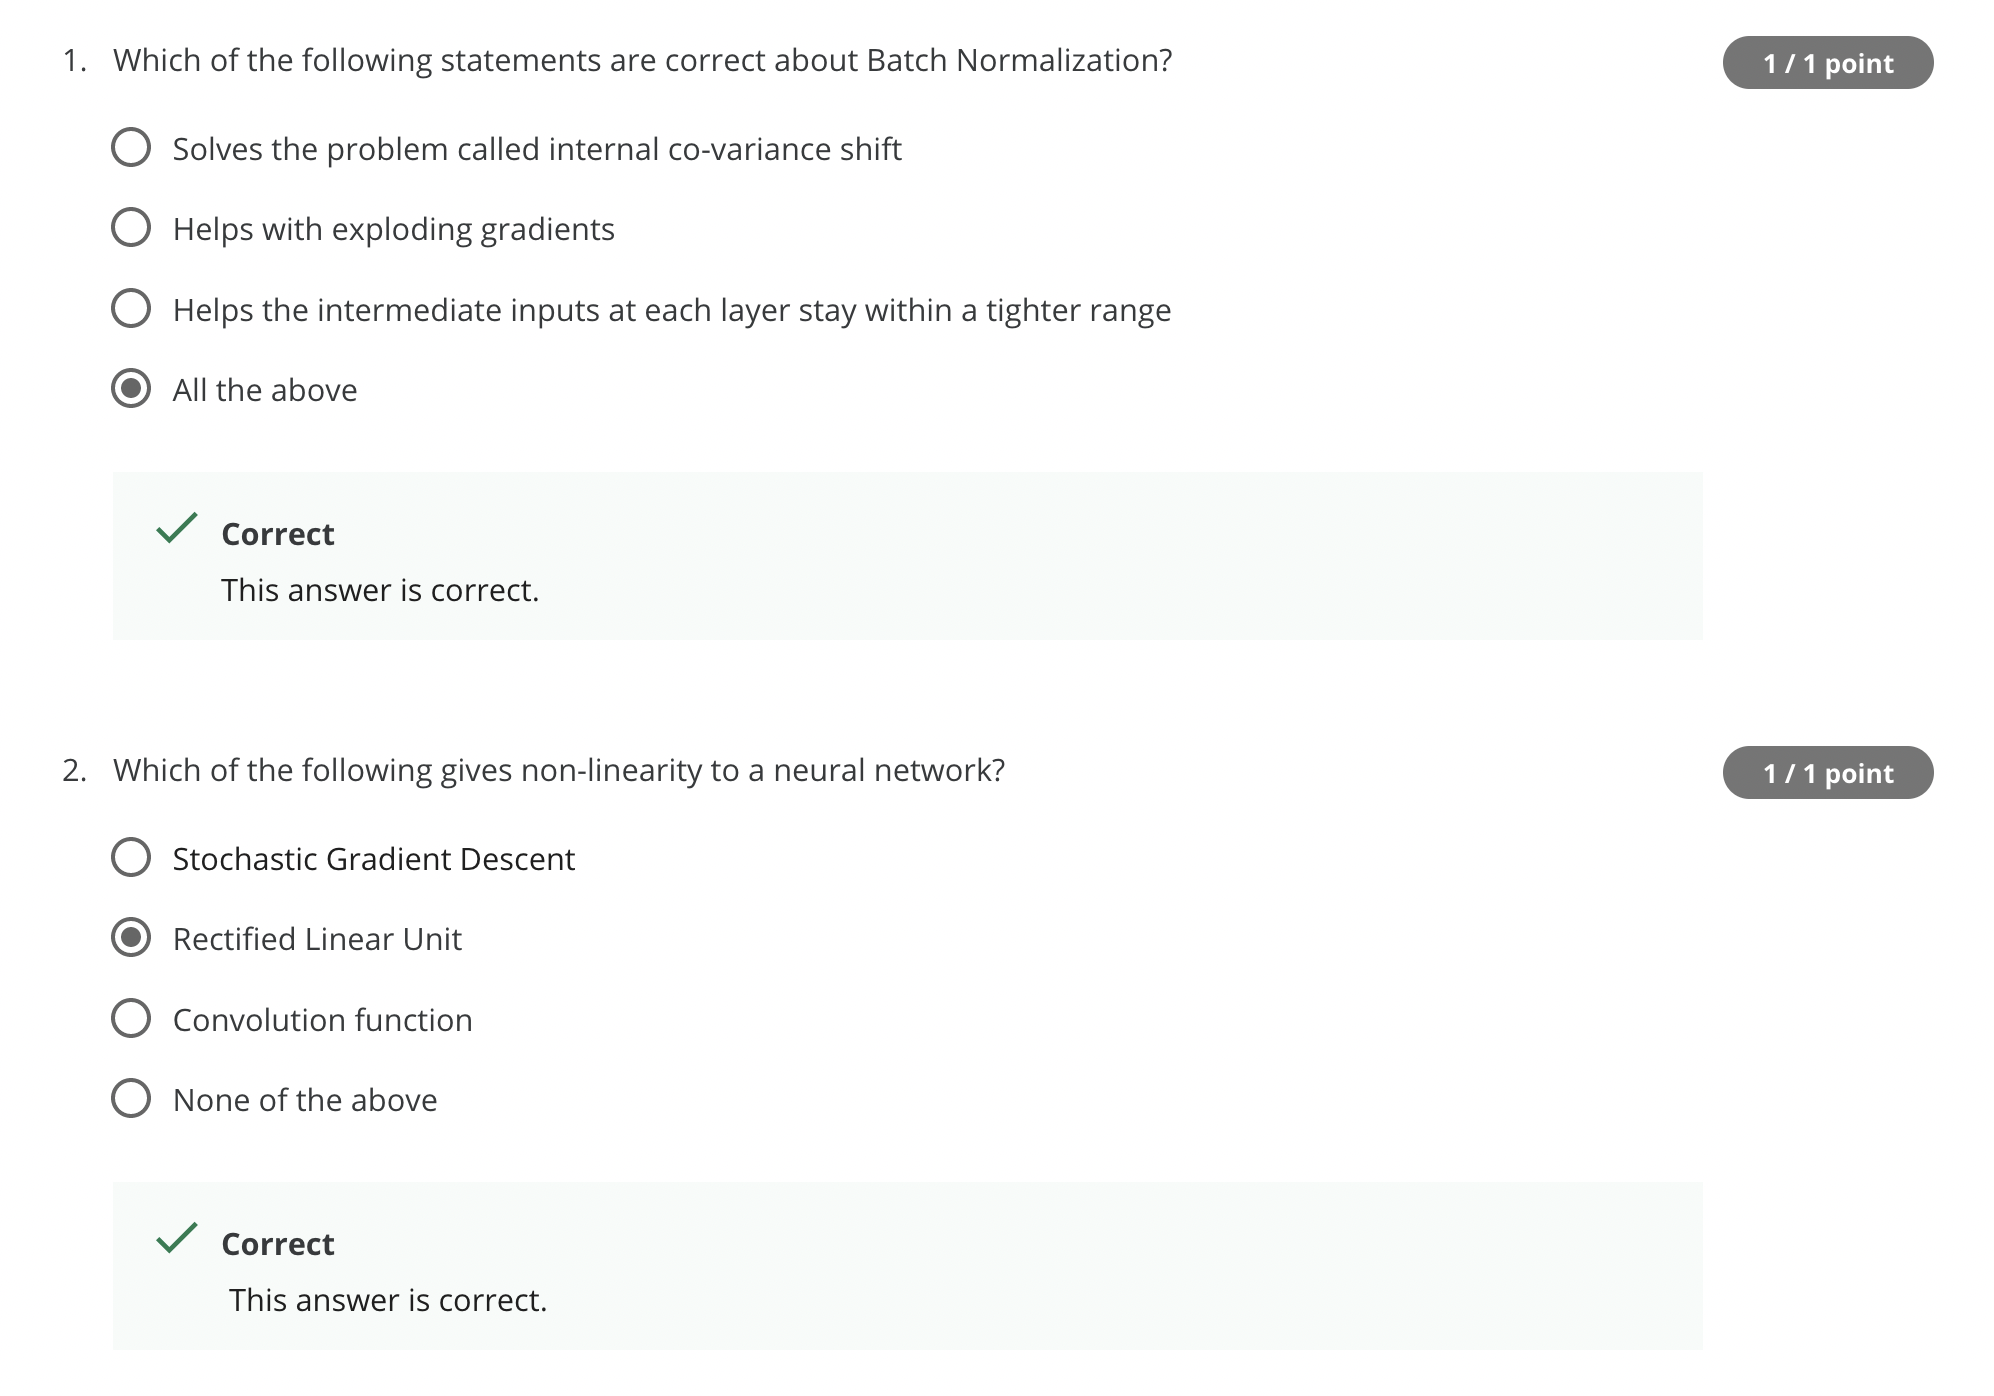 1. Which of the following statements are correct about Batch Normalization?
1 / 1 point
Solves the problem called internal co-variance shift
Helps with exploding gradients
Helps the intermediate inputs at each layer stay within a tighter range
All the above
Correct
This answer is correct.
2. Which of the following gives non-linearity to a neural network?
1 / 1 point
Stochastic Gradient Descent
Rectified Linear Unit
Convolution function
None of the above
Correct
This answer is correct.